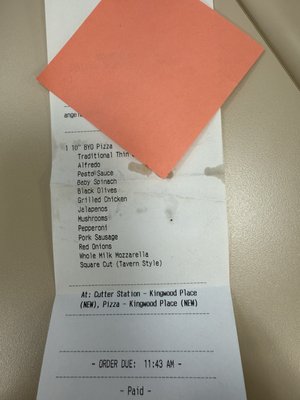 1 10" BYO Pizza
Traditional Thin
Alfredo
Pesto Sauce
Baby Spinach
Black Olives
Grilled Chicken
Jalapenos
Mushrooms
Pepperoni
Pork Sausage
Red Onions
Whole Milk Mozzarella
Square Cut (Tavern Style)
At: Cutter Station - Kingwood Place
(NEW), Pizza - Kingwood Place (NEW)
- ORDER DUE: 11:43 AM -
- Paid -